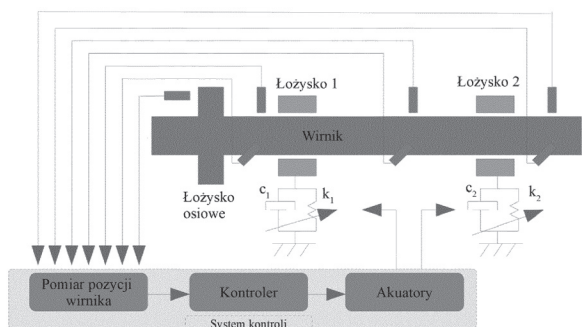 Łożysko 1
Łożysko 2
Wirnik
Łożysko
osiowe
c1
k1
c2
k2
Pomiar pozycji
wirnika
Kontroler
Akuatory
System kontroli